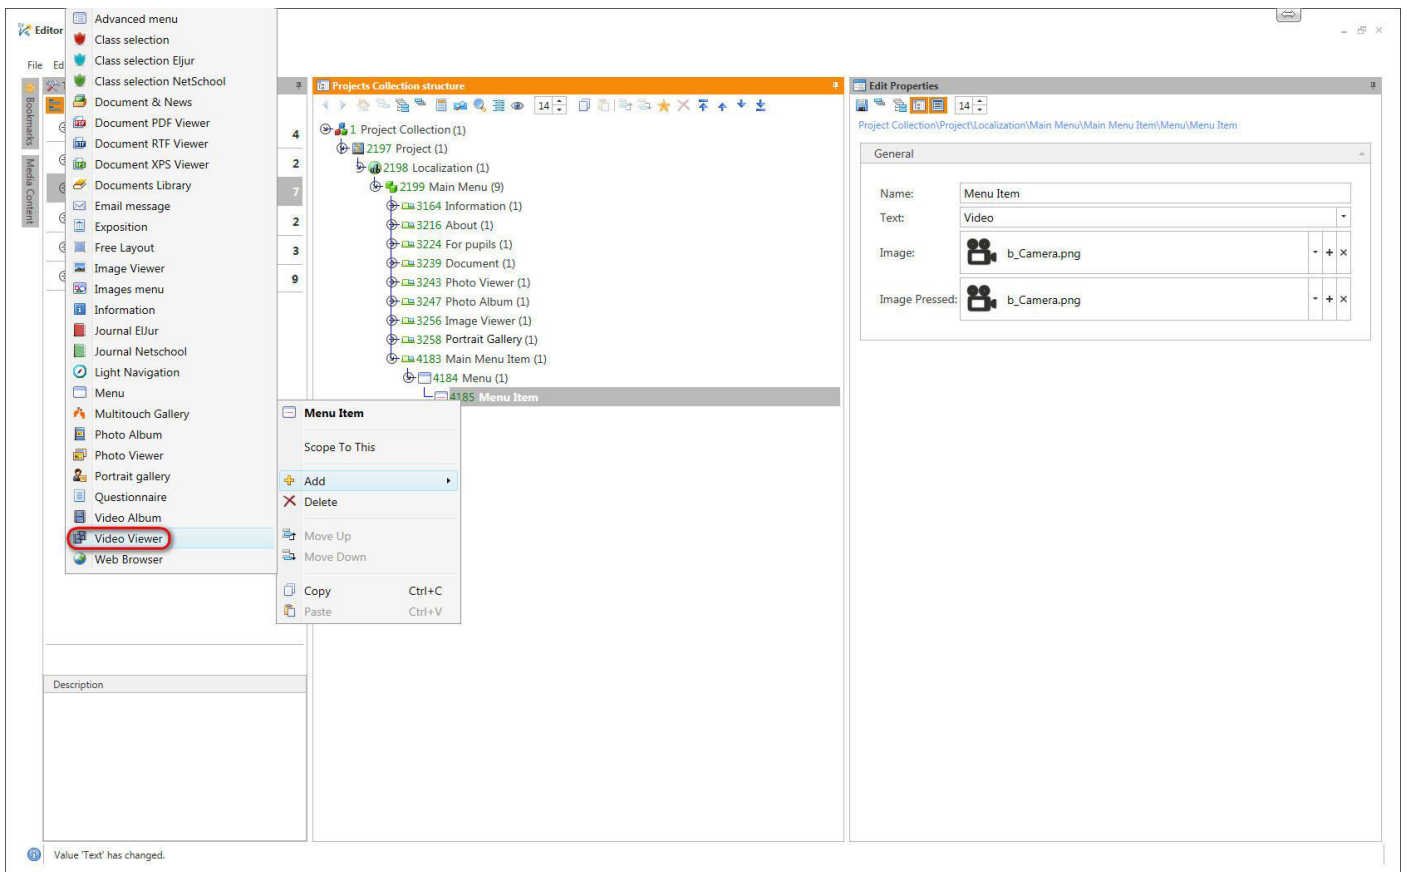 Editor
File Ed
Advanced menu
Class selection
Class selection Eljur
Class selection NetSchool
Document & News
Document PDF Viewer
Document RTF Viewer
Document XPS Viewer
Documents Library
Email message
Exposition
Free Layout
Image Viewer
Images menu
Information
Journal ElJur
Journal Netschool
Light Navigation
Menu
Multitouch Gallery
Photo Album
Photo Viewer
Portrait gallery
Questionnaire
Video Album
Video Viewer
Web Browser
Bookmarks
Media Content
4
2
7
2
3
9
Menu Item
Scope To This
Add
Delete
Move Up
Move Down
Copy Ctrl+C
Paste Ctrl+V
Description
Projects Collection structure
14
1 Project Collection (1)
2197 Project (1)
2198 Localization (1)
2199 Main Menu (9)
3164 Information (1)
3216 About (1)
3224 For pupils (1)
3239 Document (1)
3243 Photo Viewer (1)
3247 Photo Album (1)
3256 Image Viewer (1)
3258 Portrait Gallery (1)
4183 Main Menu Item (1)
4184 Menu (1)
4185 Menu Item
Edit Properties
14
Project Collection\Project\Localization\Main Menu\Main Menu Item\Menu\Menu Item
General
Name: Menu Item
Text: Video
Image: b_Camera.png
Image Pressed: b_Camera.png
Value 'Text' has changed.